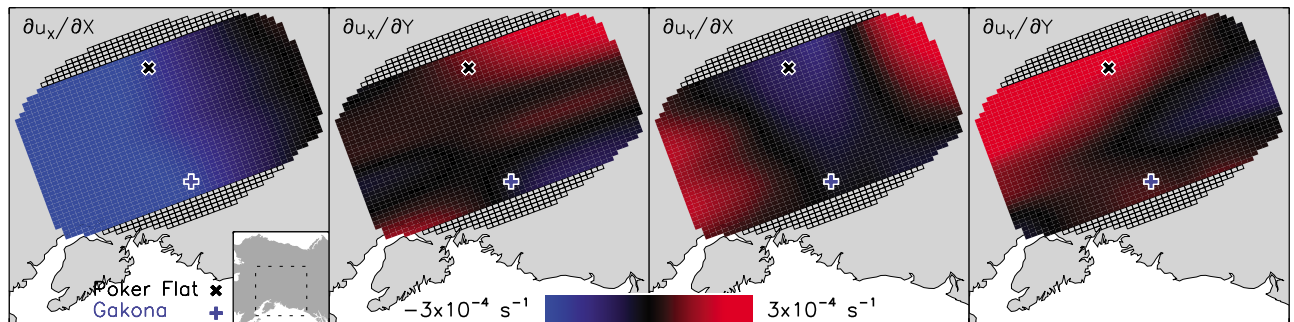 ∂u_X/∂X
∂u_X/∂Y
∂u_Y/∂X
∂u_Y/∂Y
Poker Flat
Gakona
−3x10⁻⁴ s⁻¹
3x10⁻⁴ s⁻¹